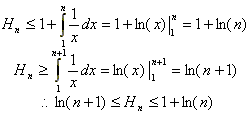 H_n ≤ 1 + ∫_1^n 1/x dx = 1 + ln(x)|_1^n = 1 + ln(n)
H_n ≥ ∫_1^{n+1} 1/x dx = ln(x)|_1^{n+1} = ln(n+1)
∴ ln(n+1) ≤ H_n ≤ 1 + ln(n)